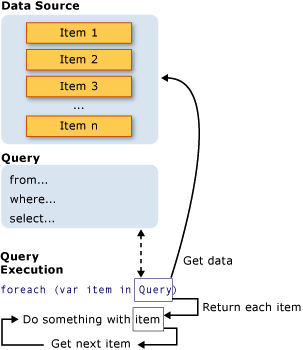 Data Source
Item 1
Item 2
Item 3
...
Item n
Query
from...
where...
select...
Query
Execution
Get data
foreach (var item in Query)
Return each item
Do something with item
Get next item